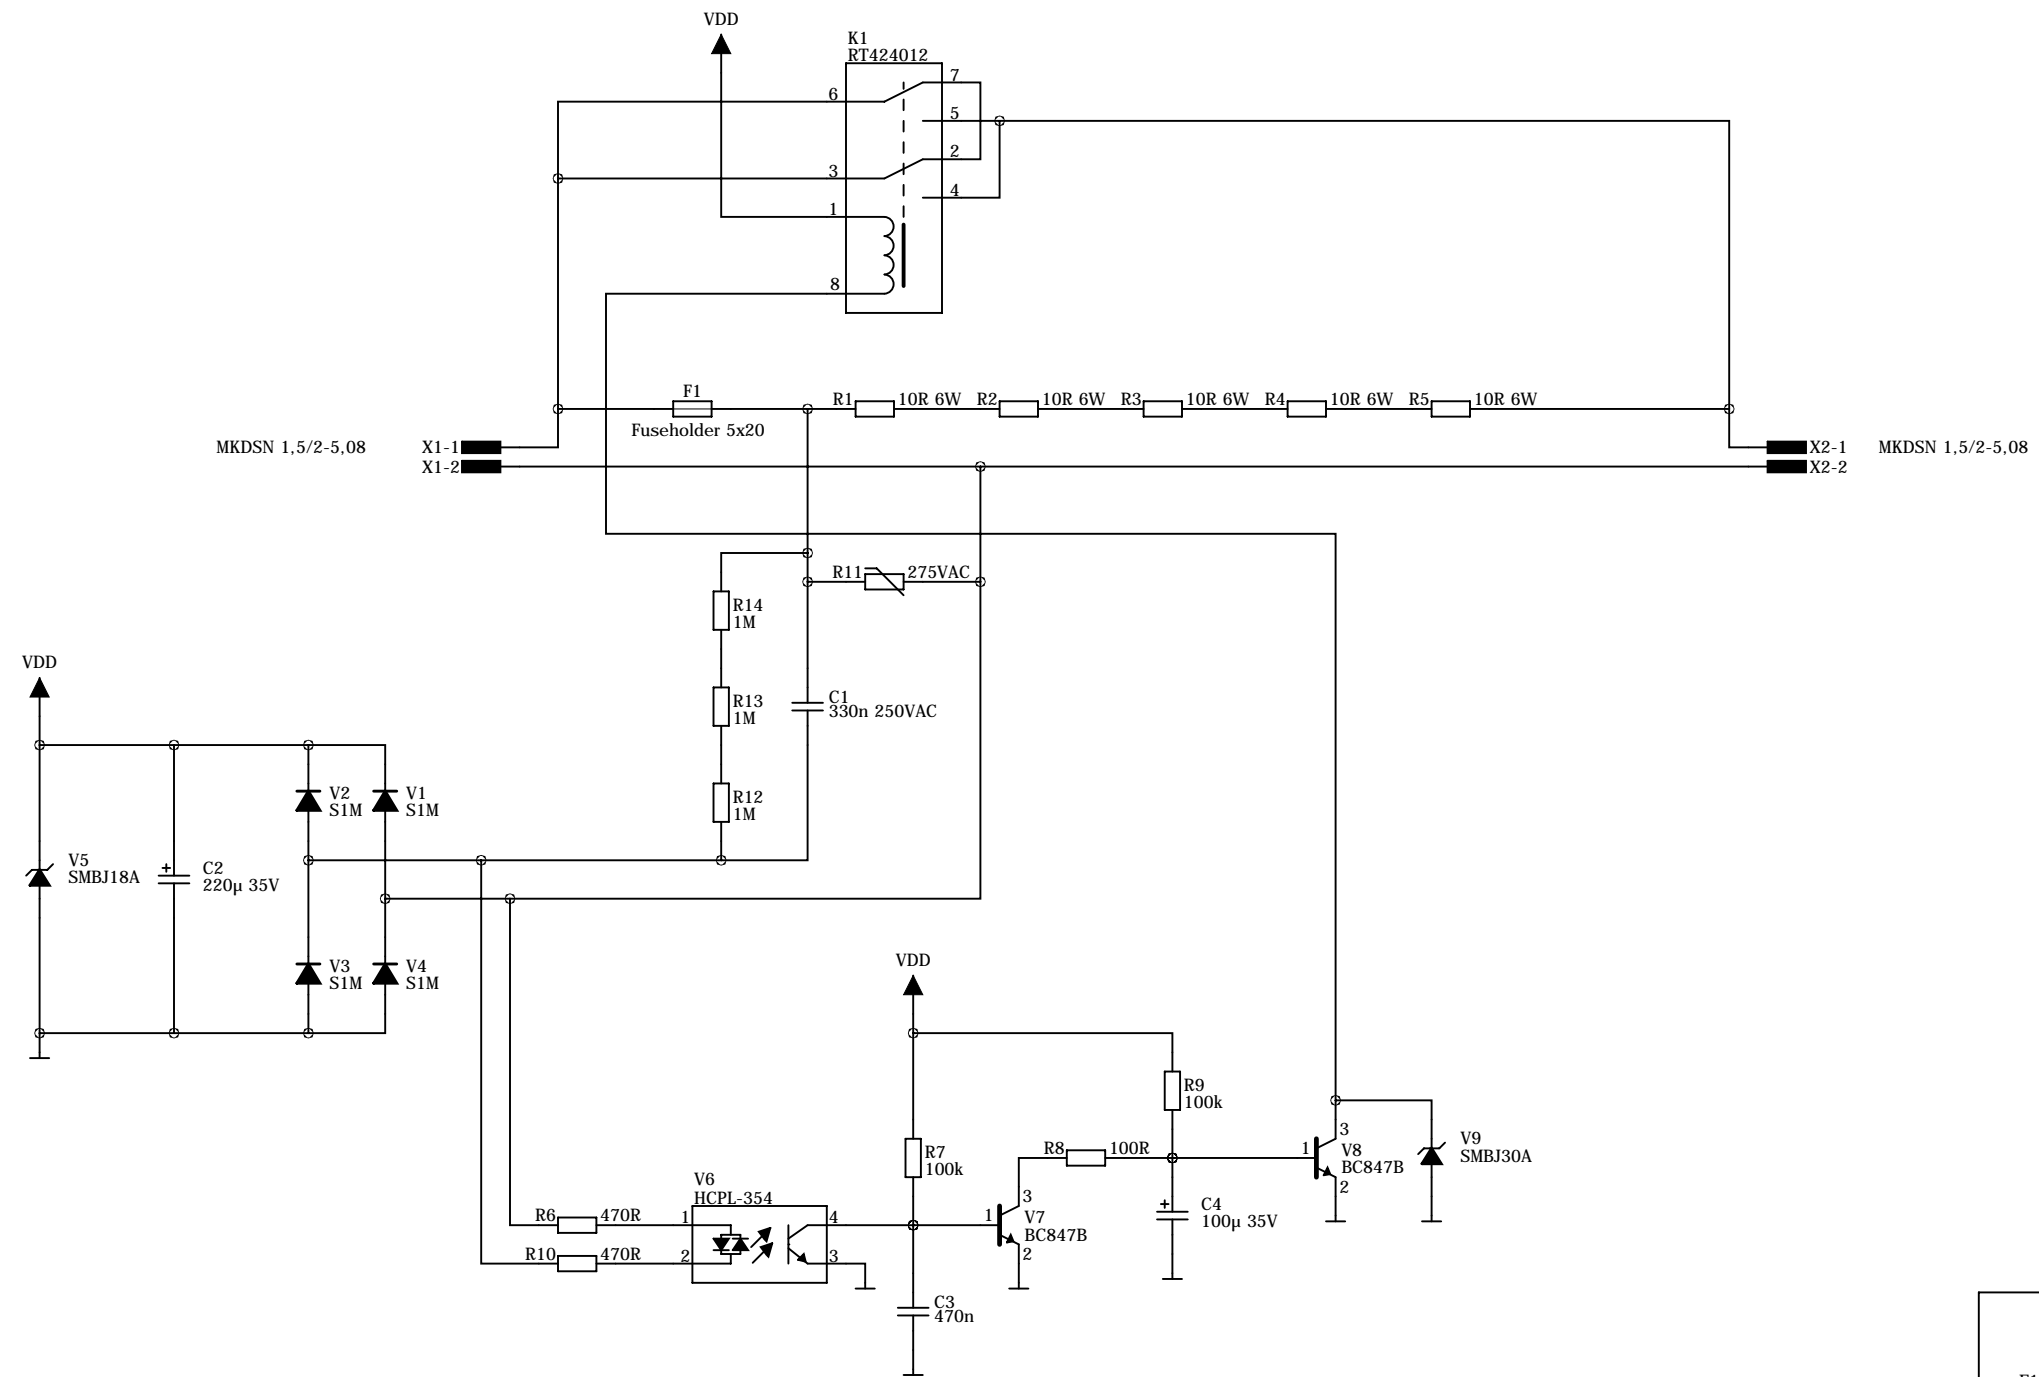 VDD
K1
RT424012
7
6
5
2
3
4
1
8
F1
Fuseholder 5x20
R1 10R 6W R2 10R 6W R3 10R 6W R4 10R 6W R5 10R 6W
MKDSN 1,5/2-5,08 X1-1
X1-2
X2-1 MKDSN 1,5/2-5,08
X2-2
R11 275VAC
R14
1M
R13
1M
C1
330n 250VAC
R12
1M
VDD
V2
S1M
V1
S1M
V5
SMBJ18A
C2
220µ 35V
+
V3
S1M
V4
S1M
VDD
R9
100k
R7
100k
R8 100R
1
3
V8
BC847B
2
V9
SMBJ30A
V6
HCPL-354
R6 470R 1
R10 470R 2
4
3
1
3
V7
BC847B
2
+
C4
100µ 35V
C3
470n